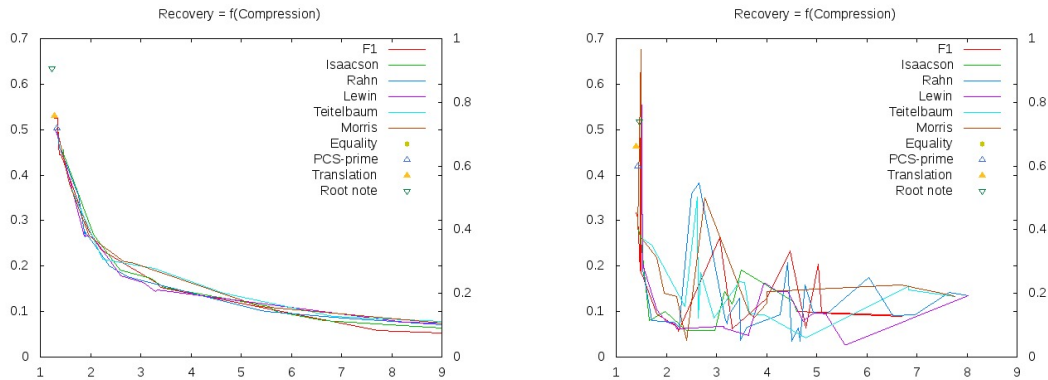 Recovery = f(Compression)
0.7
0.6
0.5
0.4
0.3
0.2
0.1
0
1
0.8
0.6
0.4
0.2
0
1 2 3 4 5 6 7 8 9
F1
Isaacson
Rahn
Lewin
Teitelbaum
Morris
Equality
PCS-prime
Translation
Root note
Recovery = f(Compression)
0.7
0.6
0.5
0.4
0.3
0.2
0.1
0
1
0.8
0.6
0.4
0.2
0
1 2 3 4 5 6 7 8 9
F1
Isaacson
Rahn
Lewin
Teitelbaum
Morris
Equality
PCS-prime
Translation
Root note